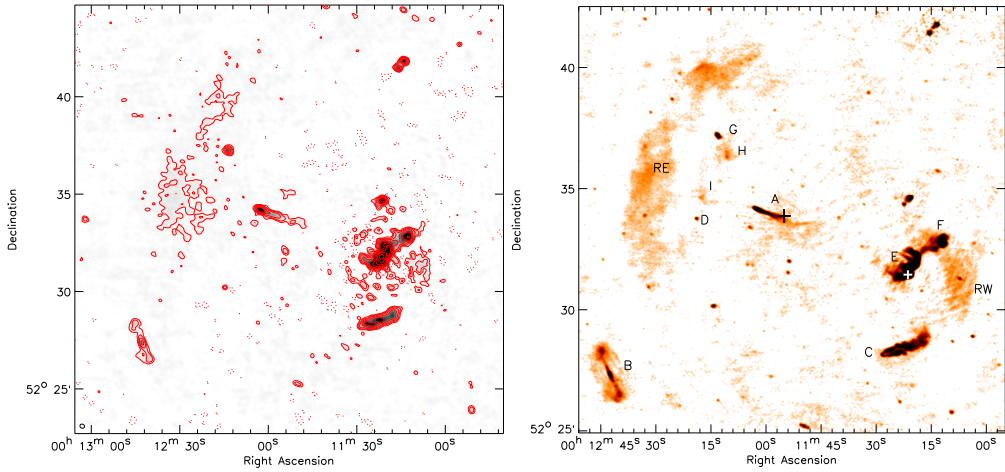 40
35
30
52° 25'
Declination
00h 13m 00s
12m 30s
00s
11m 30s
00s
Right Ascension
40
35
30
52° 25'
Declination
G
H
RE
I
A
D
F
E
RW
C
B
00h 12m 45s
30s
15s
00s
11m 45s
30s
15s
00s
Right Ascension